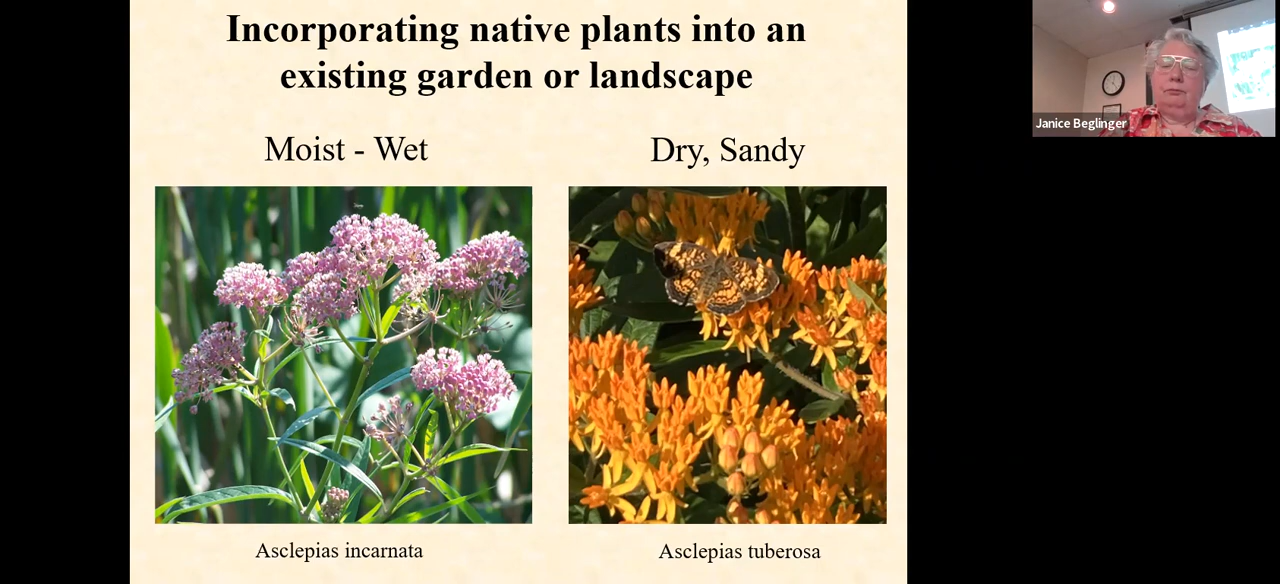 Incorporating native plants into an
existing garden or landscape
Moist - Wet
Dry, Sandy
Asclepias incarnata
Asclepias tuberosa
Janice Beglinger